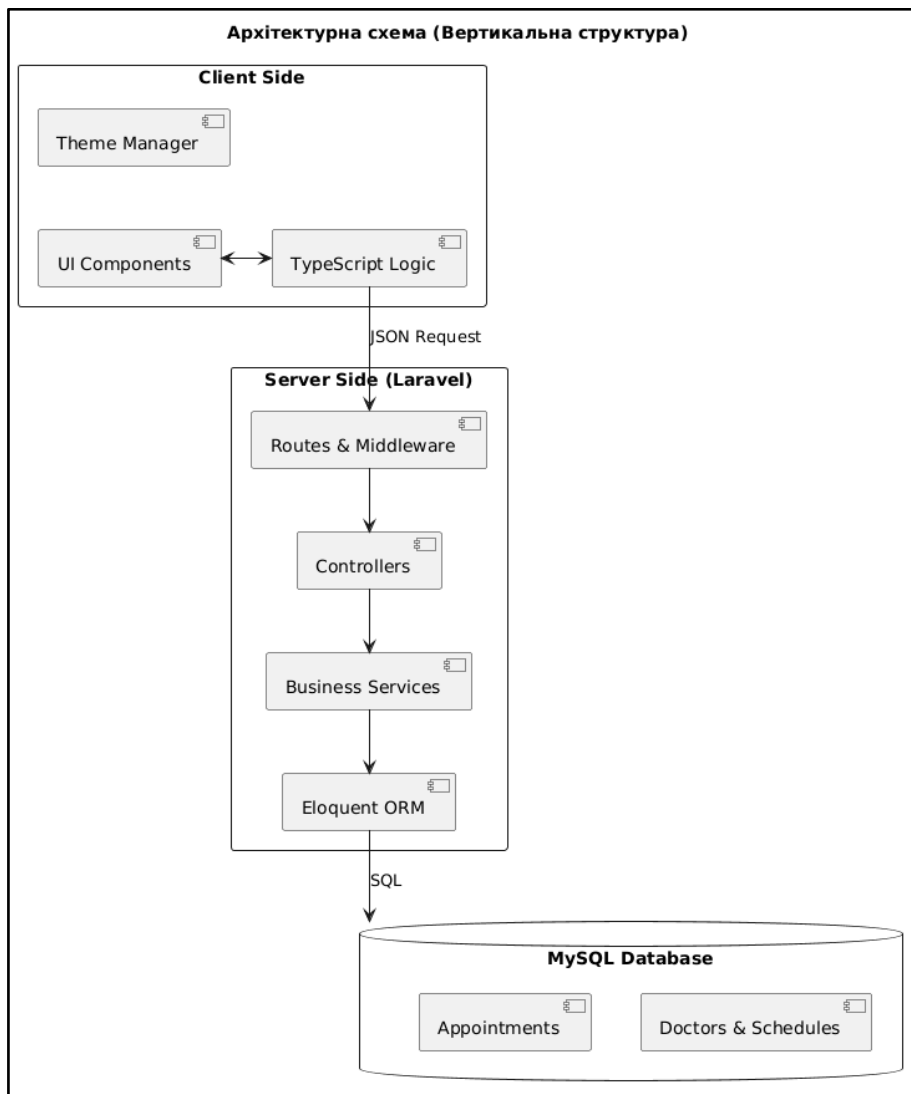 Архітектурна схема (Вертикальна структура)
Client Side
Theme Manager
UI Components
TypeScript Logic
JSON Request
Server Side (Laravel)
Routes & Middleware
Controllers
Business Services
Eloquent ORM
SQL
MySQL Database
Appointments
Doctors & Schedules